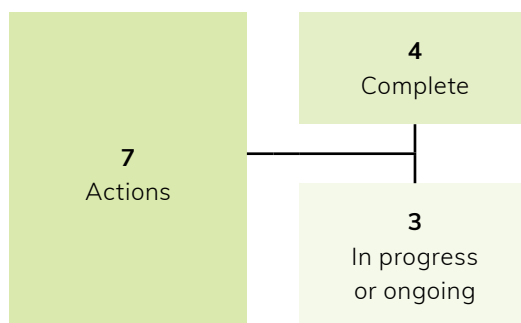 7
Actions
4
Complete
3
In progress
or ongoing